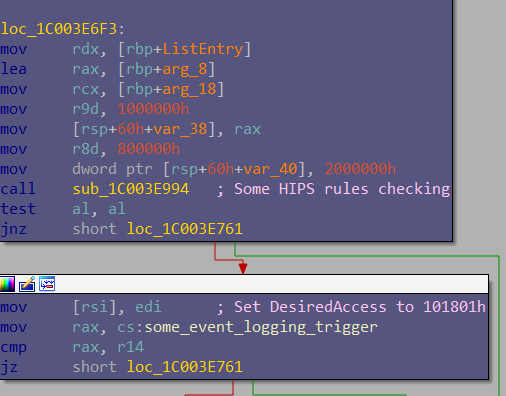 loc_1C003E6F3:
mov rdx, [rbp+ListEntry]
lea rax, [rbp+arg_8]
mov rcx, [rbp+arg_18]
mov r9d, 1000000h
mov [rsp+60h+var_38], rax
mov r8d, 800000h
mov dword ptr [rsp+60h+var_40], 2000000h
call sub_1C003E994 ; Some HIPS rules checking
test al, al
jnz short loc_1C003E761
mov [rsi], edi ; Set DesiredAccess to 101801h
mov rax, cs:some_event_logging_trigger
cmp rax, r14
jz short loc_1C003E761